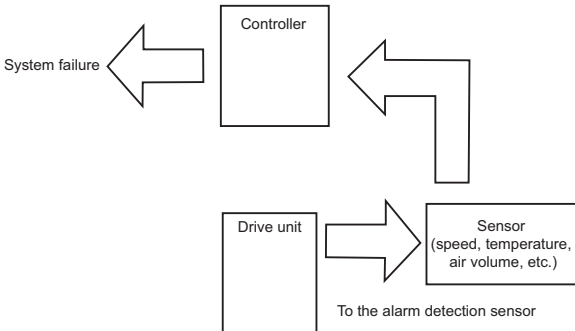 Controller
System failure
Drive unit
Sensor
(speed, temperature,
air volume, etc.)
To the alarm detection sensor